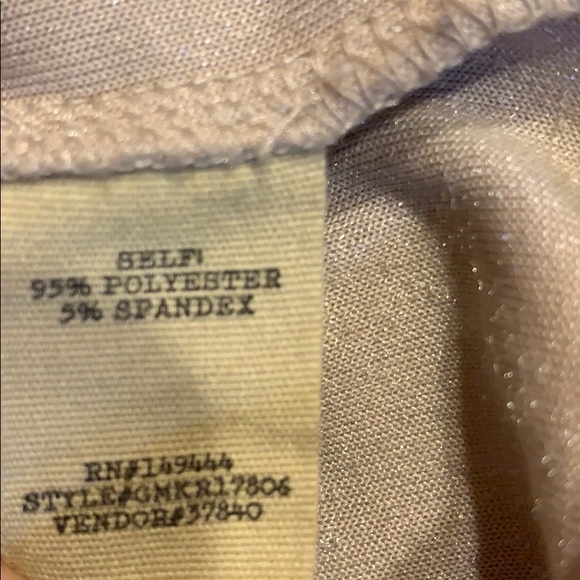 SELF:
95% POLYESTER
5% SPANDEX
RN#149444
STYLE#GMKR17806
VENDOR#37840